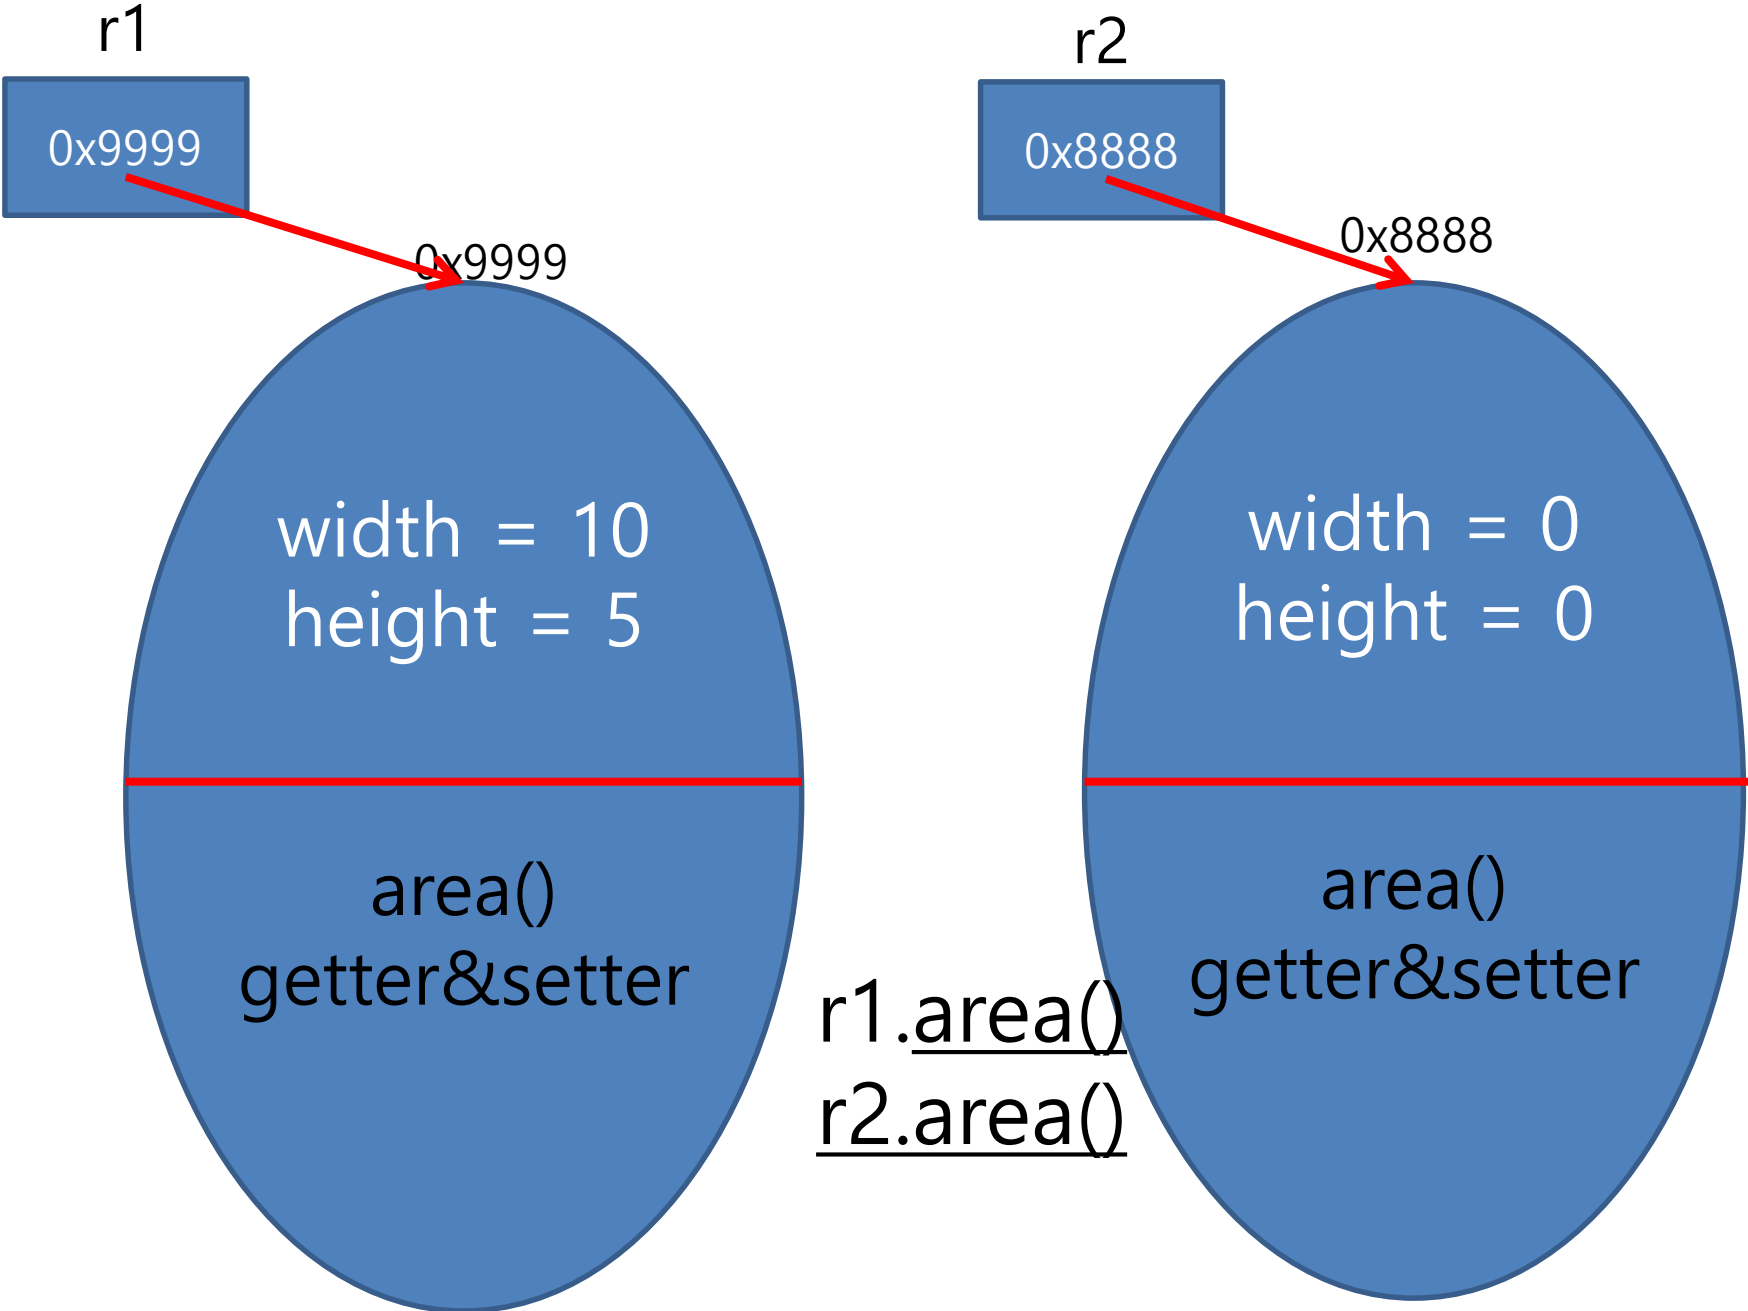 r1
0x9999
0x9999
width = 10
height = 5
area()
getter&setter
r2
0x8888
0x8888
width = 0
height = 0
area()
getter&setter
r1.area()
r2.area()